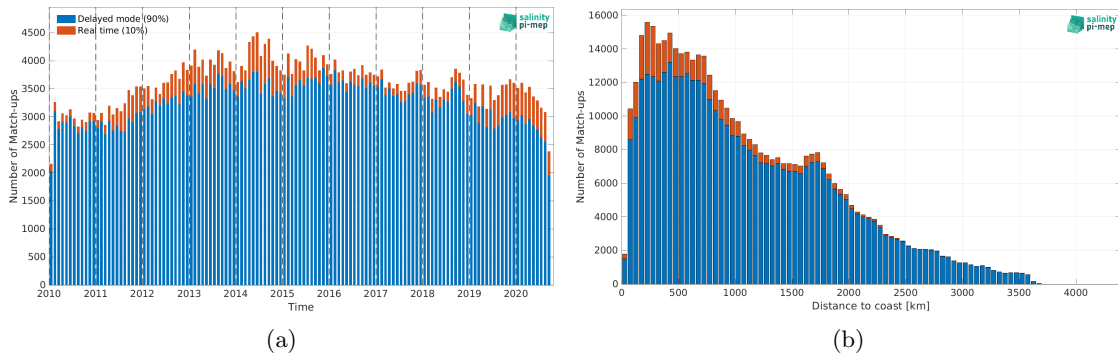 Delayed mode (90%)
Real time (10%)
salinity
pi-mep
Number of Match-ups
4500
4000
3500
3000
2500
2000
1500
1000
500
0
2010 2011 2012 2013 2014 2015 2016 2017 2018 2019 2020
Time
(a)
salinity
pi-mep
Number of Match-ups
16000
14000
12000
10000
8000
6000
4000
2000
0
0 500 1000 1500 2000 2500 3000 3500 4000
Distance to coast [km]
(b)